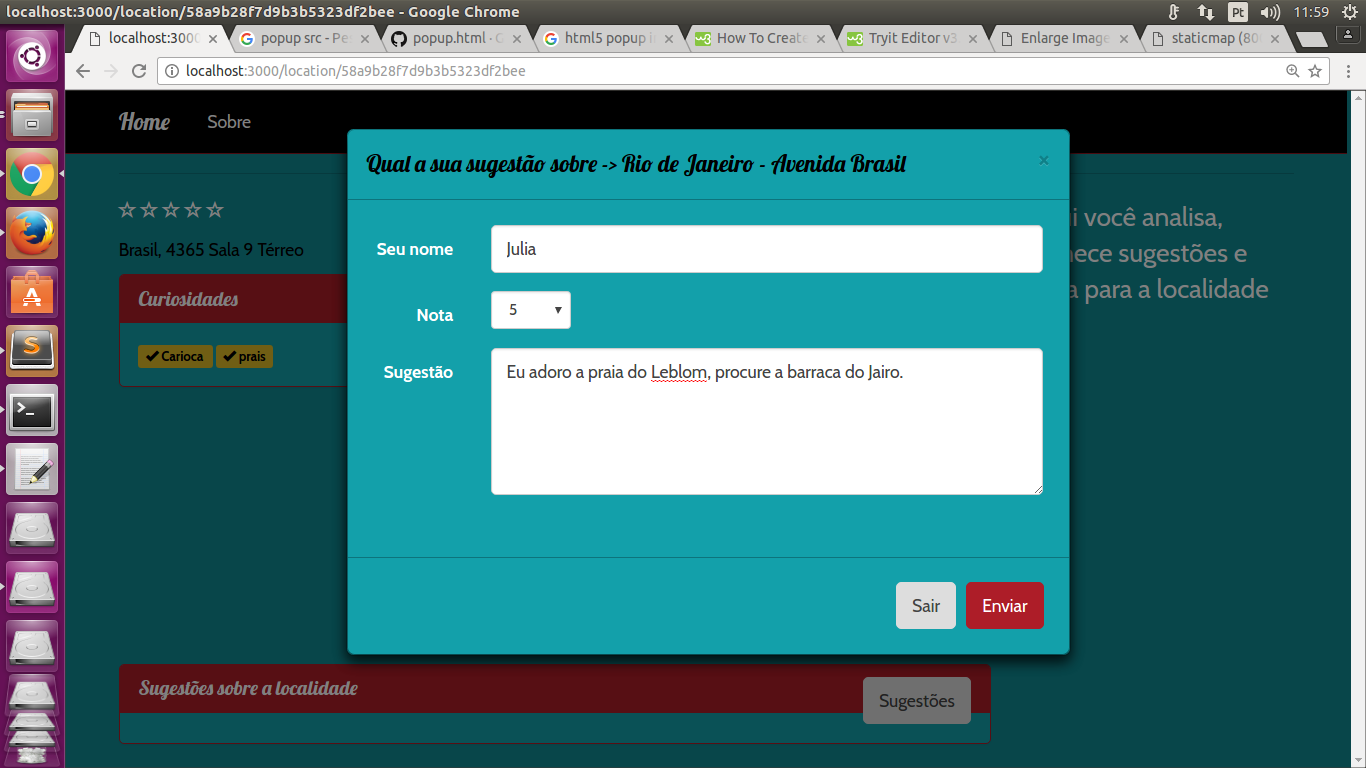 localhost:3000/location/58a9b28f7d9b3b5323df2bee - Google Chrome
Pt
11:59
localhost:3000
popup src - Pe
popup.html · G
html5 popup i
How To Create
Tryit Editor v3
Enlarge Image
staticmap (80
localhost:3000/location/58a9b28f7d9b3b5323df2bee
Home
Sobre
Qual a sua sugestão sobre -> Rio de Janeiro - Avenida Brasil
×
i você analisa,
Seu nome
Julia
Brasil, 4365 Sala 9 Térreo
nece sugestões e
a para a localidade
Curiosidades
Nota
5
Carioca
prais
Sugestão
Eu adoro a praia do Leblom, procure a barraca do Jairo.
Sair
Enviar
Sugestões sobre a localidade
Sugestões